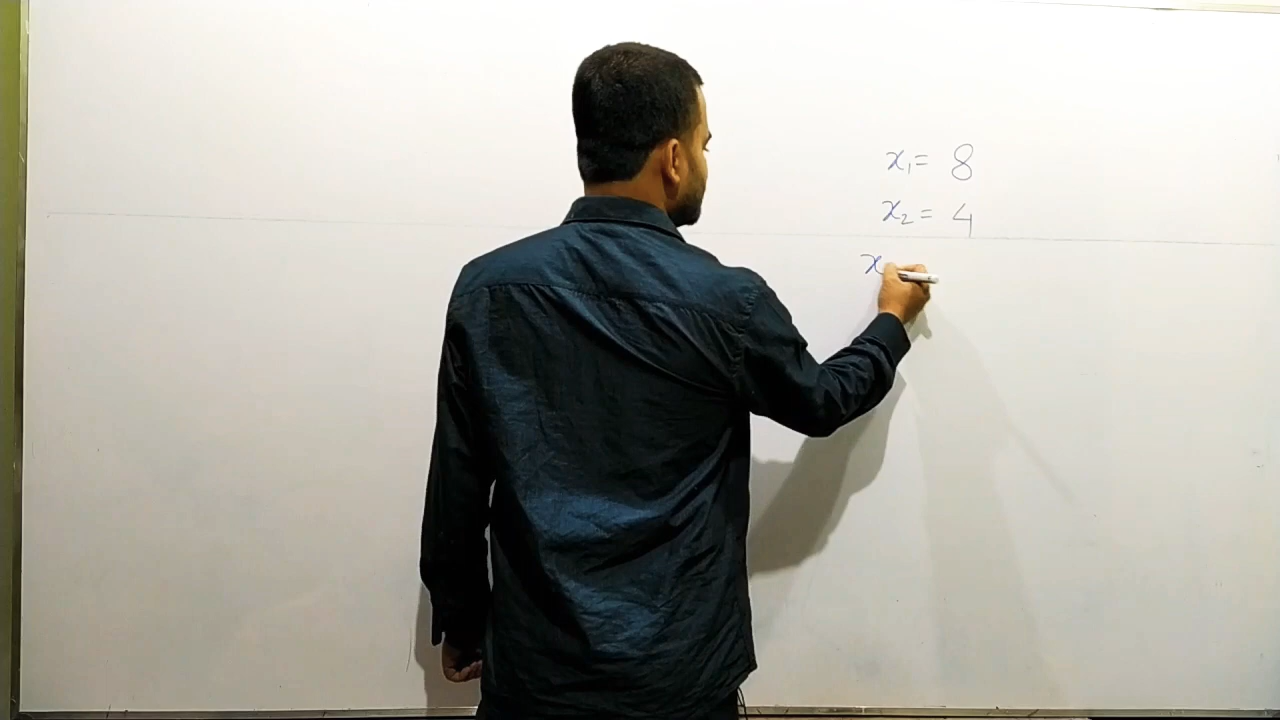 x₁= 8
x₂= 4
x